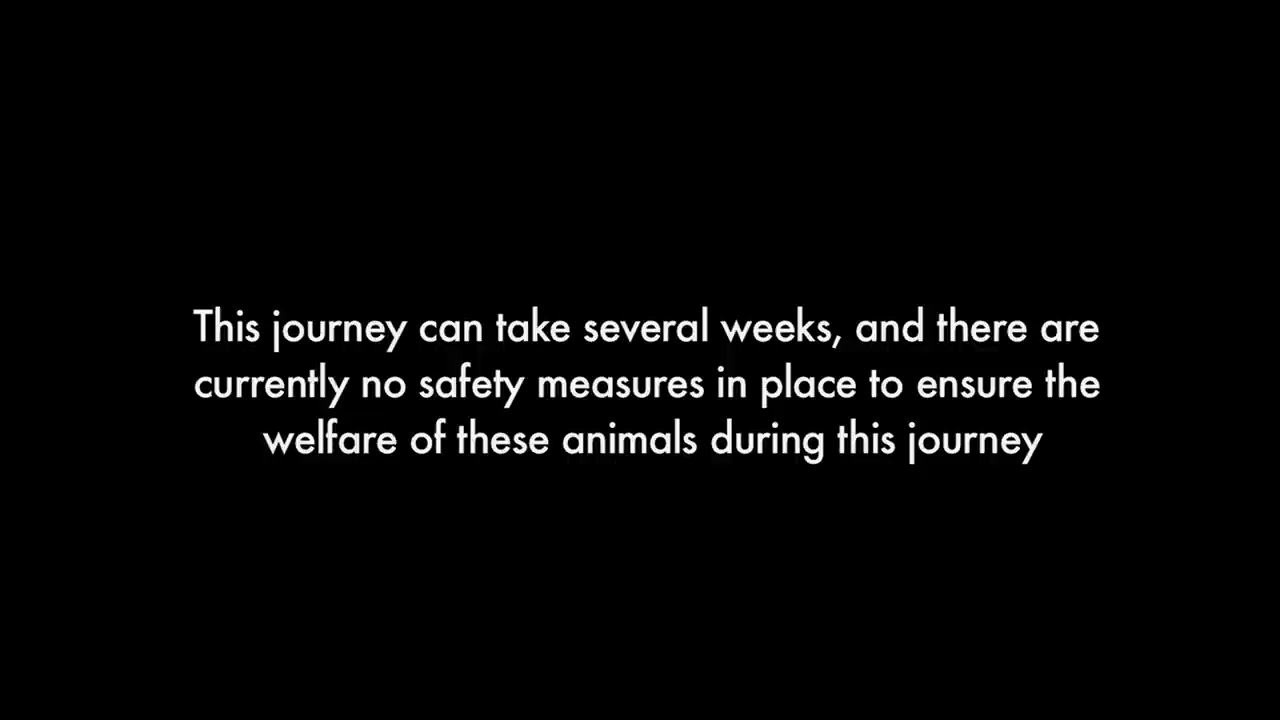 This journey can take several weeks, and there are
currently no safety measures in place to ensure the
welfare of these animals during this journey